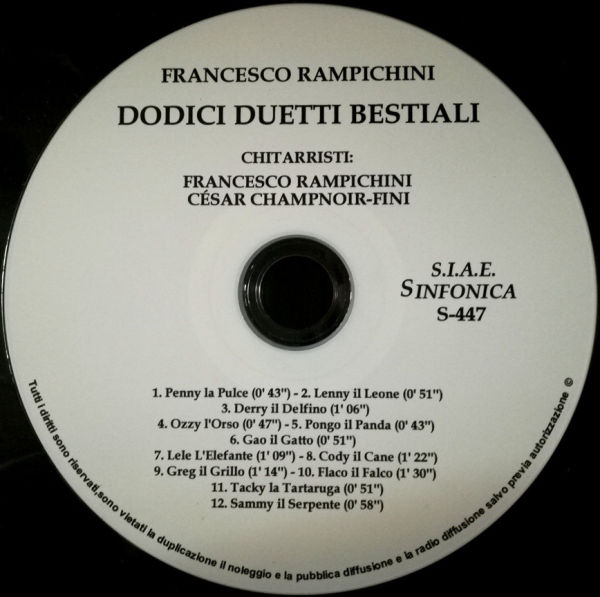 FRANCESCO RAMPICHINI
DODICI DUETTI BESTIALI
CHITARRISTI:
FRANCESCO RAMPICHINI
CÉSAR CHAMPNOIR-FINI
S.I.A.E.
SINFONICA
S-447
1. Penny la Pulce (0' 43") - 2. Lenny il Leone (0' 51")
3. Derry il Delfino (1' 06")
4. Ozzy l'Orso (0' 47") - 5. Pongo il Panda (0' 43")
6. Gao il Gatto (0' 51")
7. Lele L'Elefante (1' 09") - 8. Cody il Cane (1' 22")
9. Greg il Grillo (1' 14") - 10. Flaco il Falco (1' 30")
11. Tacky la Tartaruga (0' 51")
12. Sammy il Serpente (0' 58")
Tutti i diritti sono riservati,sono vietati la duplicazione il noleggio e la pubblica diffusione e la radio diffusione salvo previa autorizzazione ©